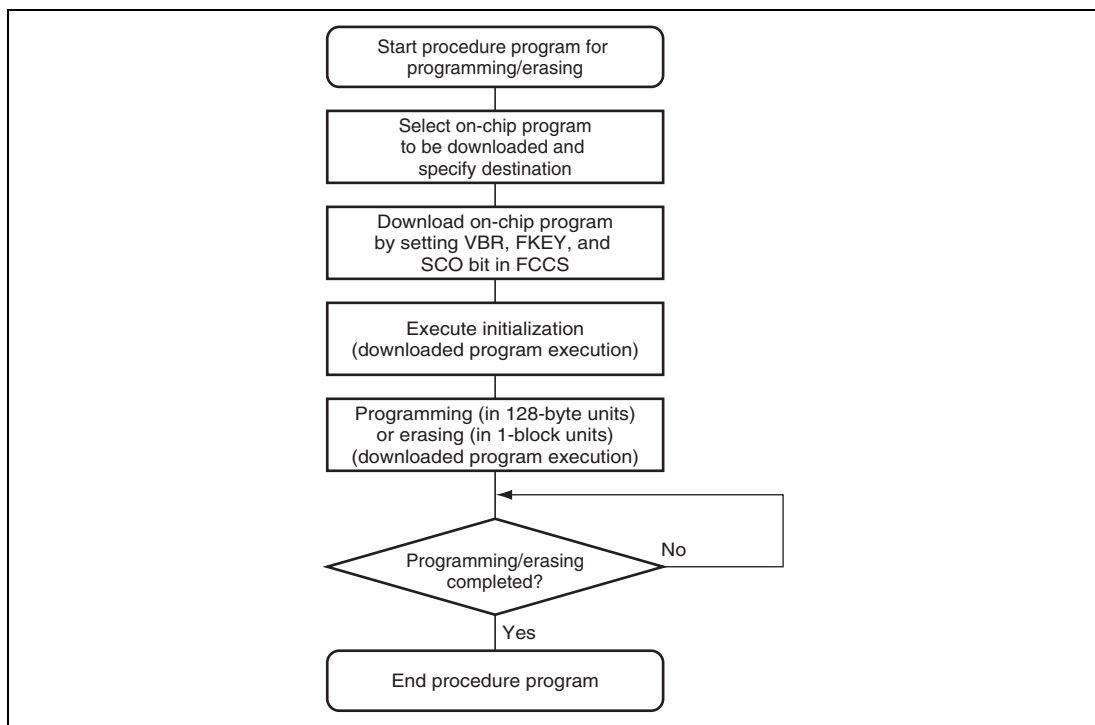 Start procedure program for
programming/erasing
Select on-chip program
to be downloaded and
specify destination
Download on-chip program
by setting VBR, FKEY, and
SCO bit in FCCS
Execute initialization
(downloaded program execution)
Programming (in 128-byte units)
or erasing (in 1-block units)
(downloaded program execution)
Programming/erasing
completed?
No
Yes
End procedure program